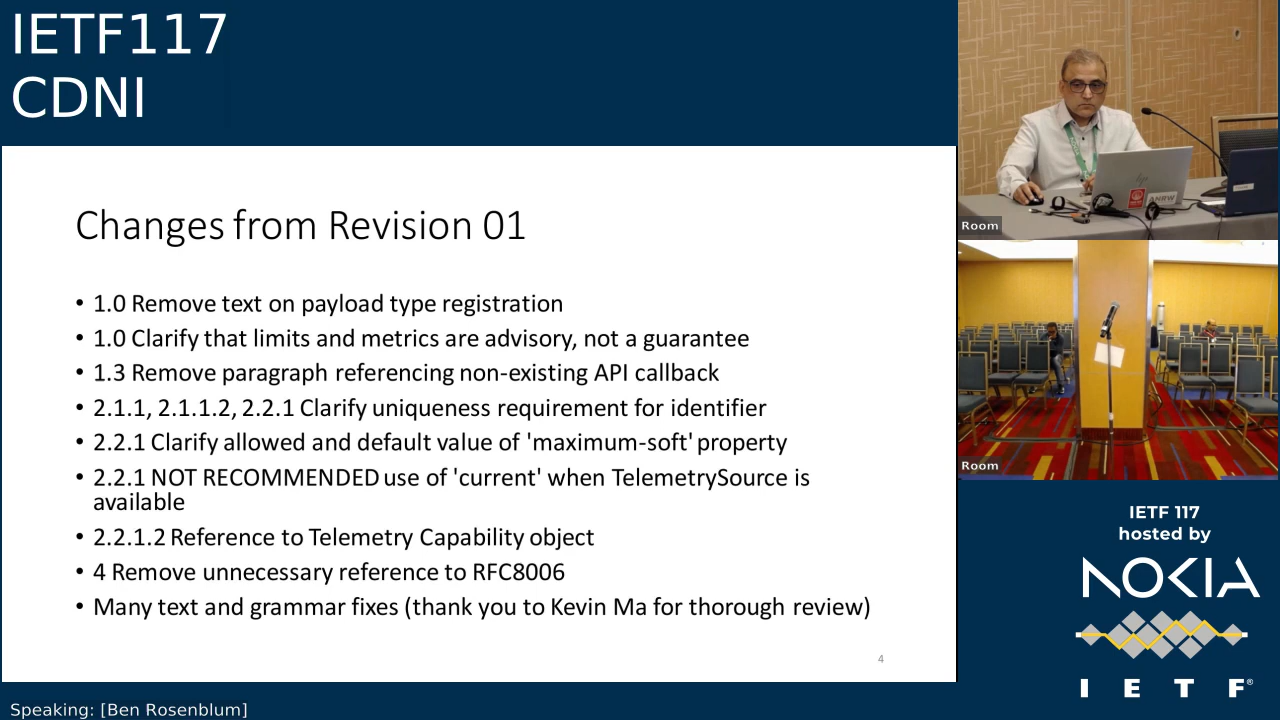 IETF117
CDNI
Changes from Revision 01
• 1.0 Remove text on payload type registration
• 1.0 Clarify that limits and metrics are advisory, not a guarantee
• 1.3 Remove paragraph referencing non-existing API callback
• 2.1.1, 2.1.1.2, 2.2.1 Clarify uniqueness requirement for identifier
• 2.2.1 Clarify allowed and default value of 'maximum-soft' property
• 2.2.1 NOT RECOMMENDED use of 'current' when TelemetrySource is
available
• 2.2.1.2 Reference to Telemetry Capability object
• 4 Remove unnecessary reference to RFC8006
• Many text and grammar fixes (thank you to Kevin Ma for thorough review)
4
Speaking: [Ben Rosenblum]
hp
ANRW
Room
Room
IETF 117
hosted by
NOKIA
I E T F®